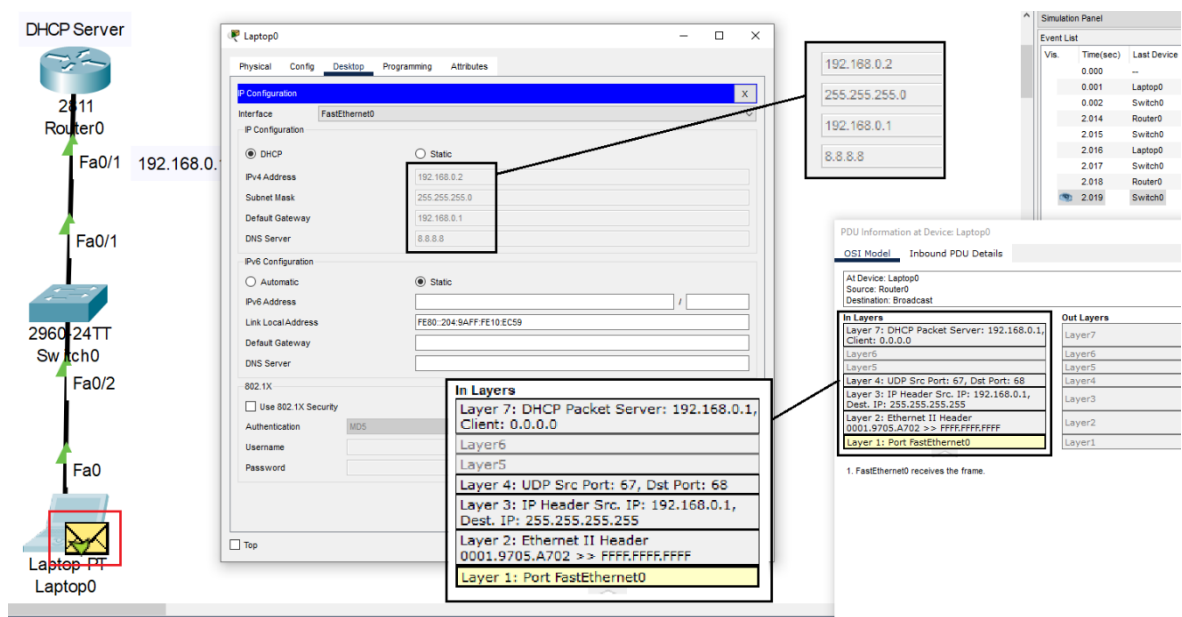 DHCP Server
2811
Router0
Fa0/1
192.168.0.
Fa0/1
2960-24TT
Switch0
Fa0/2
Fa0
Laptop-PT
Laptop0
Laptop0
Physical Config Desktop Programming Attributes
IP Configuration X
Interface FastEthernet0
IP Configuration
DHCP Static
IPv4 Address 192.168.0.2
Subnet Mask 255.255.255.0
Default Gateway 192.168.0.1
DNS Server 8.8.8.8
IPv6 Configuration
Automatic Static
IPv6 Address /
Link Local Address FE80::204:9AFF:FE10:EC59
Default Gateway
DNS Server
802.1X
Use 802.1X Security
Authentication MD5
Username
Password
Top
192.168.0.2
255.255.255.0
192.168.0.1
8.8.8.8
In Layers
Layer 7: DHCP Packet Server: 192.168.0.1,
Client: 0.0.0.0
Layer6
Layer5
Layer 4: UDP Src Port: 67, Dst Port: 68
Layer 3: IP Header Src. IP: 192.168.0.1,
Dest. IP: 255.255.255.255
Layer 2: Ethernet II Header
0001.9705.A702 >> FFFF.FFFF.FFFF
Layer 1: Port FastEthernet0
Simulation Panel
Event List
Vis. Time(sec) Last Device
0.000 --
0.001 Laptop0
0.002 Switch0
2.014 Router0
2.015 Switch0
2.016 Laptop0
2.017 Switch0
2.018 Router0
2.019 Switch0
PDU Information at Device: Laptop0
OSI Model Inbound PDU Details
At Device: Laptop0
Source: Router0
Destination: Broadcast
In Layers
Layer 7: DHCP Packet Server: 192.168.0.1,
Client: 0.0.0.0
Layer6
Layer5
Layer 4: UDP Src Port: 67, Dst Port: 68
Layer 3: IP Header Src. IP: 192.168.0.1,
Dest. IP: 255.255.255.255
Layer 2: Ethernet II Header
0001.9705.A702 >> FFFF.FFFF.FFFF
Layer 1: Port FastEthernet0
Out Layers
Layer7
Layer6
Layer5
Layer4
Layer3
Layer2
Layer1
1. FastEthernet0 receives the frame.